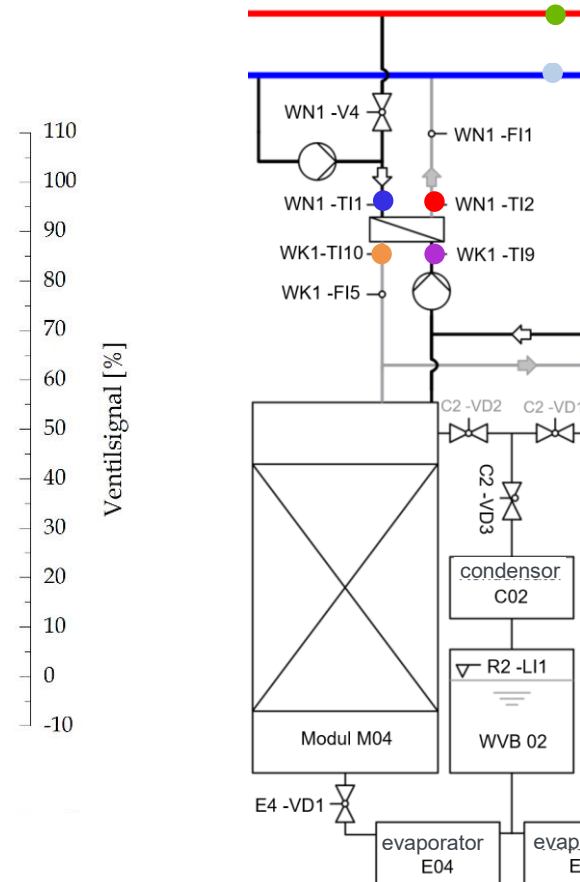 110
100
90
80
70
60
50
40
30
20
10
0
-10
Ventilsignal [%]
WN1 -V4
WN1 -FI1
WN1 -TI1
WN1 -TI2
WK1-TI10
WK1 -TI9
WK1 -FI5
C2 -VD2
C2 -VD1
C2 -VD3
condensor
C02
R2 -LI1
WVB 02
Modul M04
E4 -VD1
evaporator
E04
evap
E